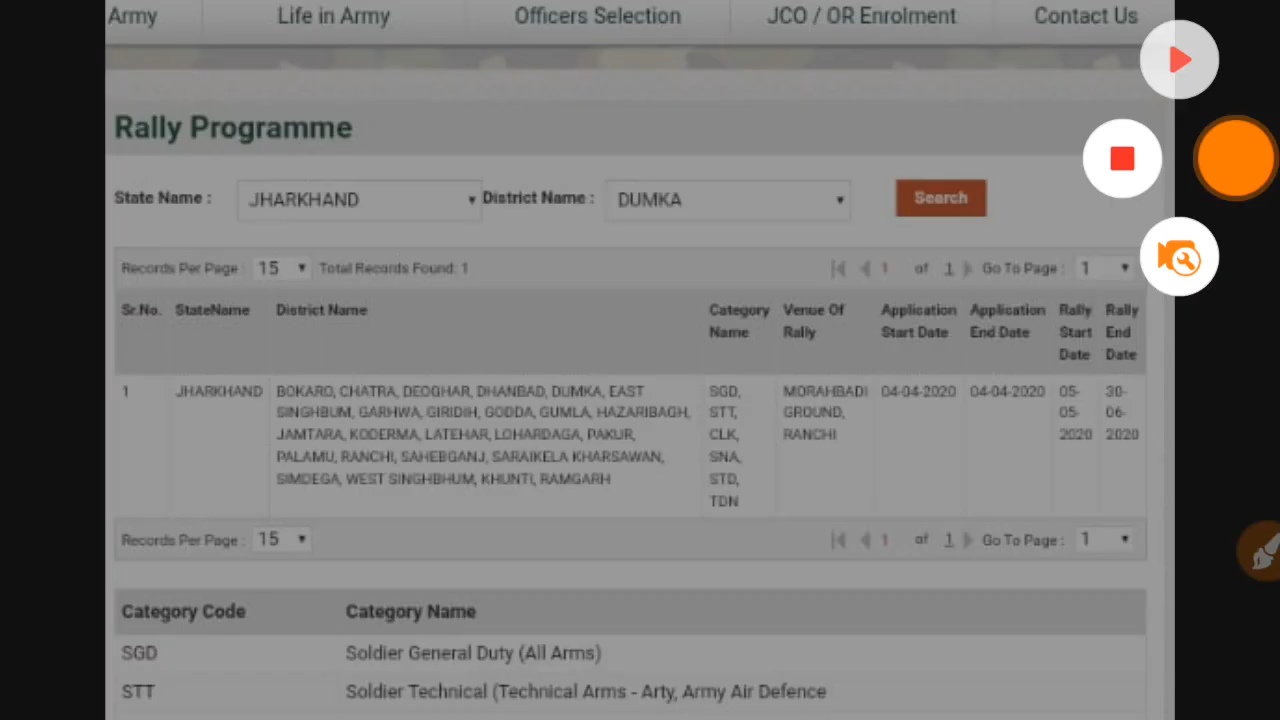 Army Life in Army Officers Selection JCO / OR Enrolment Contact Us
Rally Programme
State Name : JHARKHAND District Name : DUMKA Search
Records Per Page : 15 Total Records Found: 1 1 of 1 Go To Page : 1
Sr.No. StateName District Name Category Name Venue Of Rally Application Start Date Application End Date Rally Start Date Rally End Date
1 JHARKHAND BOKARO, CHATRA, DEOGHAR, DHANBAD, DUMKA, EAST SGD, MORAHBADI 04-04-2020 04-04-2020 05- 30-
SINGHBUM, GARHWA, GIRIDIH, GODDA, GUMLA, HAZARIBAGH, STT, GROUND, 05- 06-
JAMTARA, KODERMA, LATEHAR, LOHARDAGA, PAKUR, CLK, RANCHI 2020 2020
PALAMU, RANCHI, SAHEBGANJ, SARAIKELA KHARSAWAN, SNA,
SIMDEGA, WEST SINGHBHUM, KHUNTI, RAMGARH STD,
TDN
Records Per Page : 15 1 of 1 Go To Page : 1
Category Code Category Name
SGD Soldier General Duty (All Arms)
STT Soldier Technical (Technical Arms - Arty, Army Air Defence